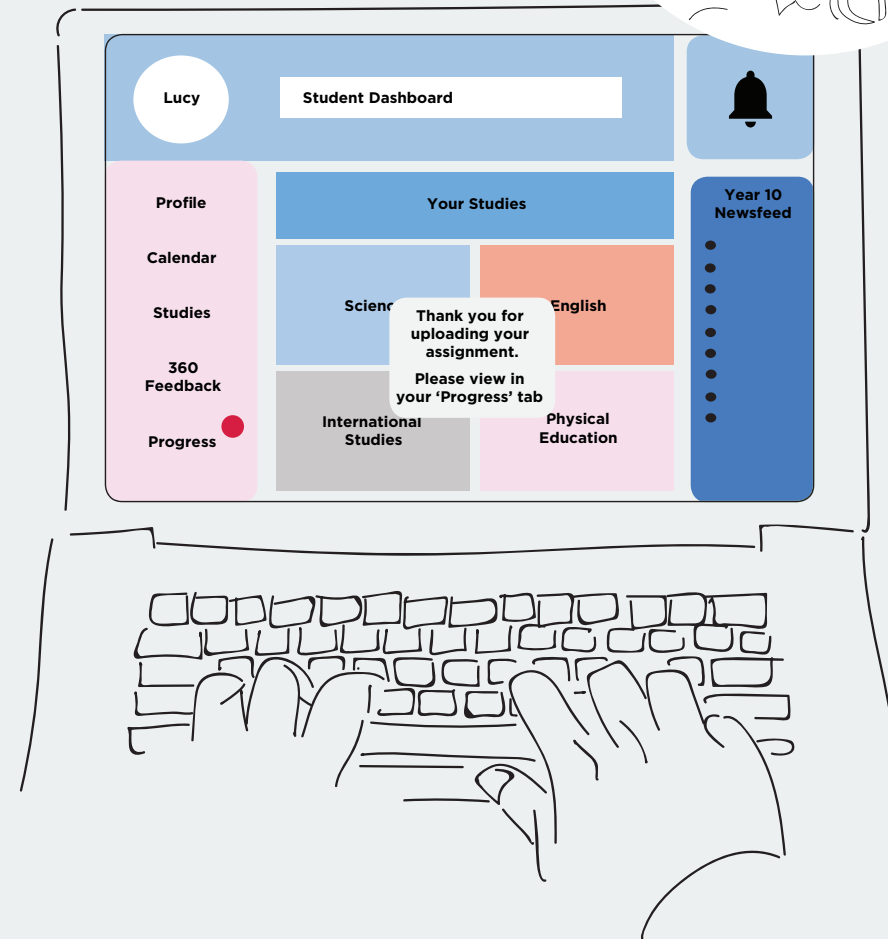 Lucy
Student Dashboard
Profile
Calendar
Studies
360
Feedback
Progress
Your Studies
Scienc
English
Thank you for
uploading your
assignment.
Please view in
your ‘Progress’ tab
International
Studies
Physical
Education
Year 10
Newsfeed